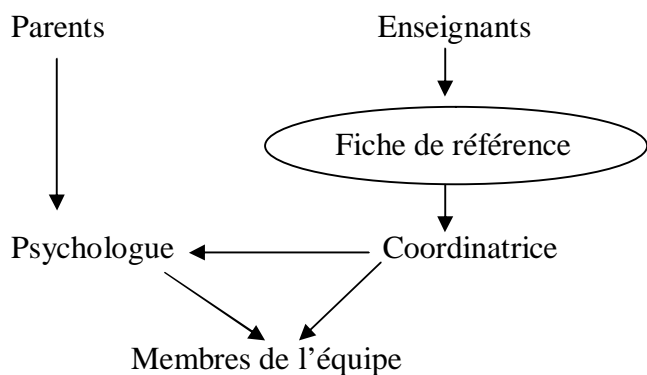 Parents
Enseignants
Fiche de référence
Psychologue
Coordinatrice
Membres de l’équipe